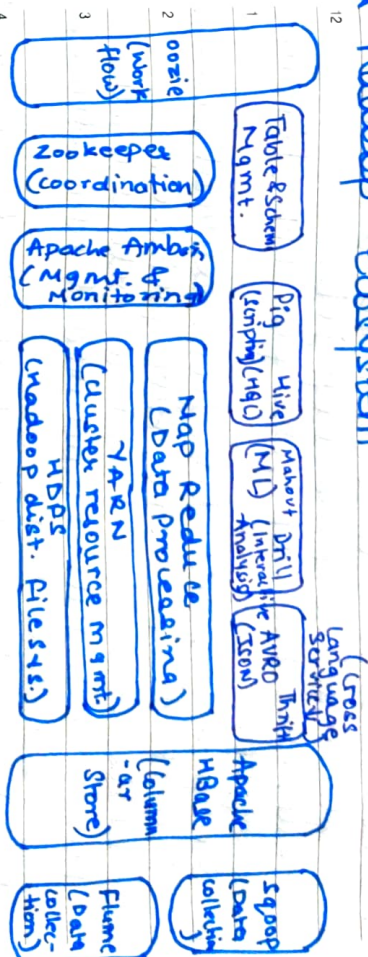 Hadoop Ecosystem
12
1
2
3
4
(Cross
Language
Service)
Table & Schema
Mgmt.
Pig
(Scripting)
Hive
(HQL)
Mahout
(ML)
Drill
(Interactive
Analysis)
AVRO
(JSON)
Thrift
Oozie
(Work
flow)
Zookeeper
(Coordination)
Apache Ambari
(Mgmt. &
Monitoring)
Map Reduce
(Data Processing)
YARN
(Cluster resource mgmt)
HDFS
(Hadoop dist. file sys.)
Apache
HBase
(Column
-ar
Store)
Sqoop
(Data
Collection)
Flume
(Data
collec-
tion)